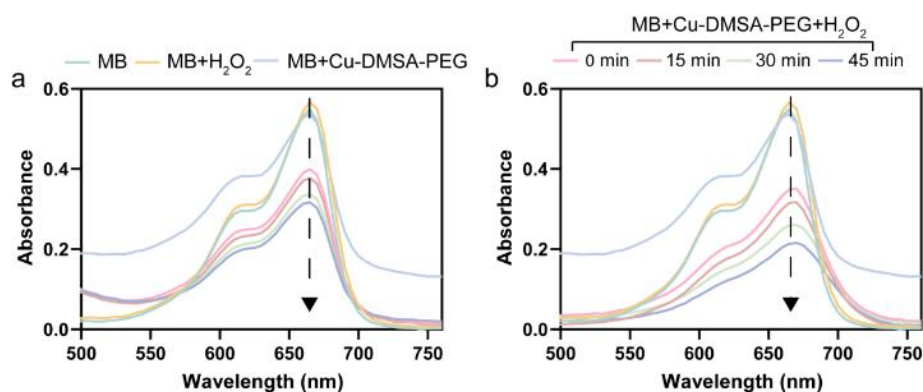 MB+Cu-DMSA-PEG+H₂O₂
MB MB+H₂O₂ MB+Cu-DMSA-PEG 0 min 15 min 30 min 45 min
a
b
0.6
0.4
0.2
0.0
Absorbance
500 550 600 650 700 750
Wavelength (nm)
0.6
0.4
0.2
0.0
Absorbance
500 550 600 650 700 750
Wavelength (nm)